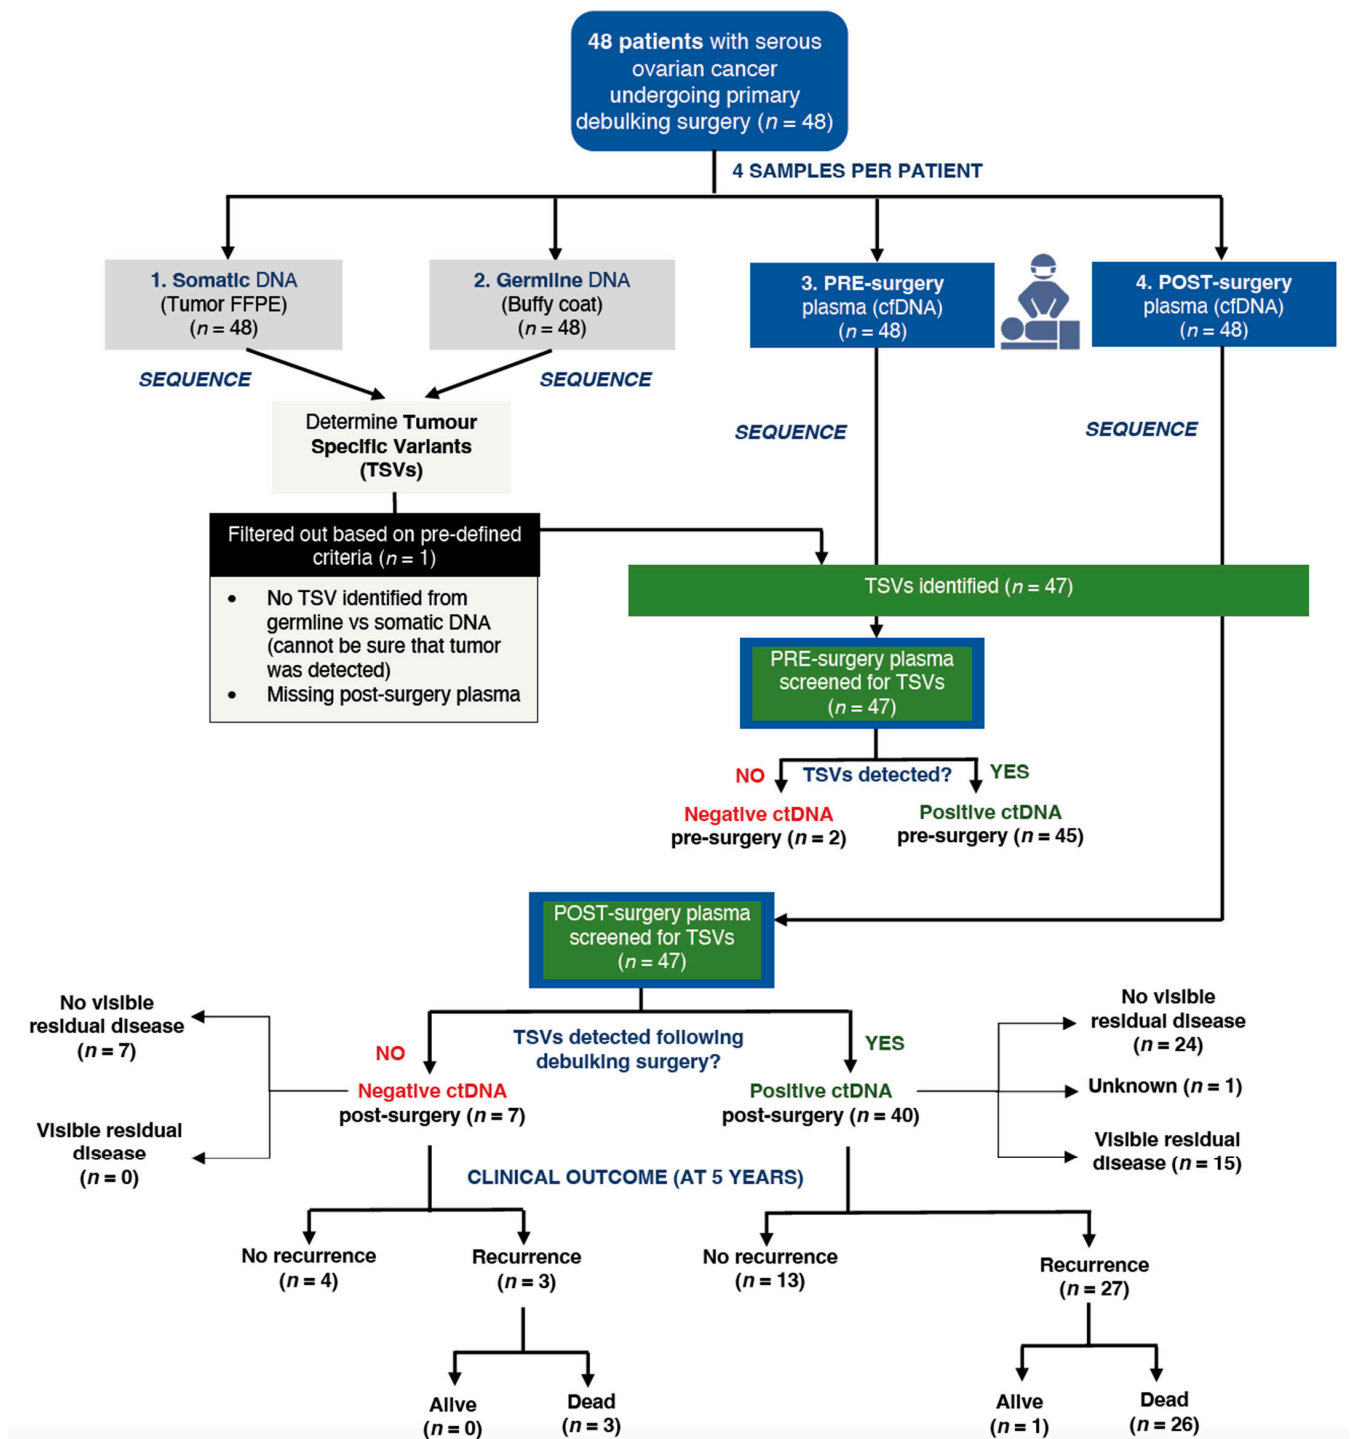 48 patients with serous
ovarian cancer
undergoing primary
debulking surgery (n = 48)
4 SAMPLES PER PATIENT
1. Somatic DNA
(Tumor FFPE)
(n = 48)
2. Germline DNA
(Buffy coat)
(n = 48)
3. PRE-surgery
plasma (cfDNA)
(n = 48)
4. POST-surgery
plasma (cfDNA)
(n = 48)
SEQUENCE
SEQUENCE
SEQUENCE
SEQUENCE
Determine Tumour
Specific Variants
(TSVs)
Filtered out based on pre-defined
criteria (n = 1)
• No TSV identified from
germline vs somatic DNA
(cannot be sure that tumor
was detected)
• Missing post-surgery plasma
TSVs identified (n = 47)
PRE-surgery plasma
screened for TSVs
(n = 47)
NO
TSVs detected?
YES
Negative ctDNA
pre-surgery (n = 2)
Positive ctDNA
pre-surgery (n = 45)
POST-surgery plasma
screened for TSVs
(n = 47)
TSVs detected following
debulking surgery?
NO
YES
Negative ctDNA
post-surgery (n = 7)
Positive ctDNA
post-surgery (n = 40)
No visible
residual disease
(n = 7)
Visible residual
disease
(n = 0)
No visible
residual disease
(n = 24)
Unknown (n = 1)
Visible residual
disease (n = 15)
CLINICAL OUTCOME (AT 5 YEARS)
No recurrence
(n = 4)
Recurrence
(n = 3)
No recurrence
(n = 13)
Recurrence
(n = 27)
Alive
(n = 0)
Dead
(n = 3)
Alive
(n = 1)
Dead
(n = 26)